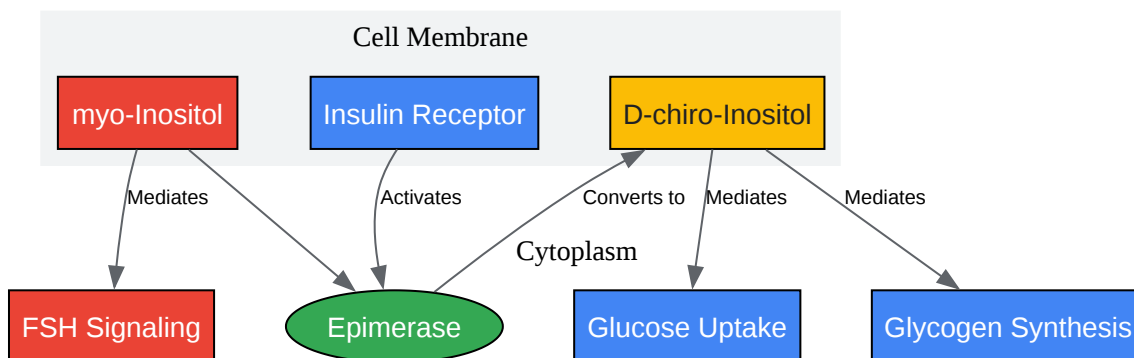 Cell Membrane
myo-Inositol
Insulin Receptor
D-chiro-Inositol
Mediates
Activates
Converts to
Mediates
Mediates
Cytoplasm
FSH Signaling
Epimerase
Glucose Uptake
Glycogen Synthesis